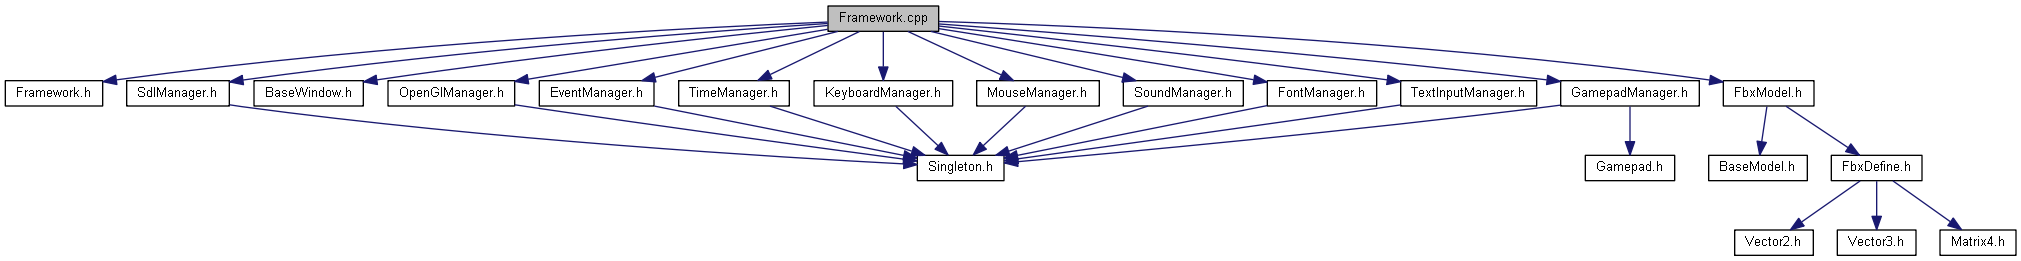 Framework.cpp
Framework.h
SdlManager.h
BaseWindow.h
OpenGlManager.h
EventManager.h
TimeManager.h
KeyboardManager.h
MouseManager.h
SoundManager.h
FontManager.h
TextInputManager.h
GamepadManager.h
FbxModel.h
Singleton.h
Gamepad.h
BaseModel.h
FbxDefine.h
Vector2.h
Vector3.h
Matrix4.h